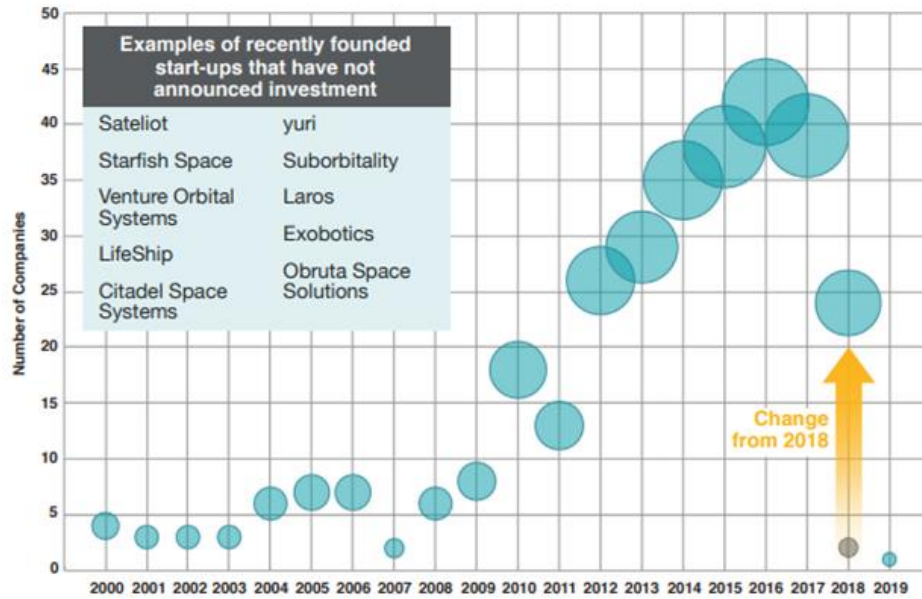 50
45
40
35
30
25
20
15
10
5
0
Number of Companies
Examples of recently founded
start-ups that have not
announced investment
Sateliot
Starfish Space
Venture Orbital
Systems
LifeShip
Citadel Space
Systems
yuri
Suborbitality
Laros
Exobotics
Obruta Space
Solutions
Change
from 2018
2000 2001 2002 2003 2004 2005 2006 2007 2008 2009 2010 2011 2012 2013 2014 2015 2016 2017 2018 2019